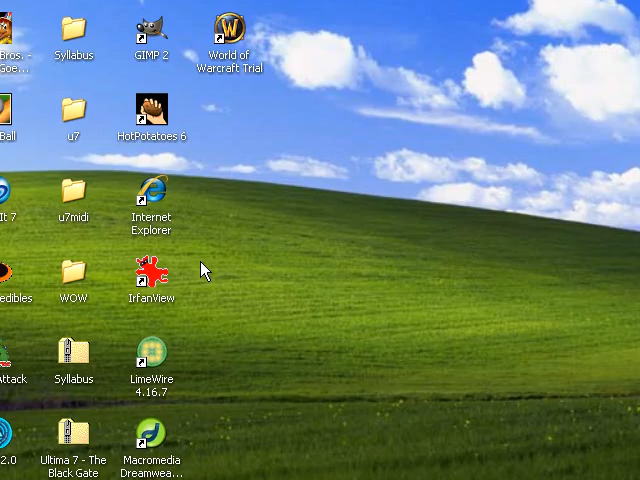 Bros. -
Goe...
Syllabus
GIMP 2
World of
Warcraft Trial
Ball
u7
HotPotatoes 6
It 7
u7midi
Internet
Explorer
edibles
WOW
IrfanView
Attack
Syllabus
LimeWire
4.16.7
2.0
Ultima 7 - The
Black Gate
Macromedia
Dreamwea...